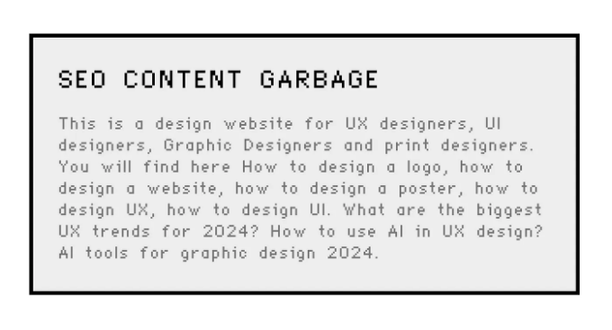 SEO CONTENT GARBAGE
This is a design website for UX designers, UI
designers, Graphic Designers and print designers.
You will find here How to design a logo, how to
design a website, how to design a poster, how to
design UX, how to design UI. What are the biggest
UX trends for 2024? How to use AI in UX design?
AI tools for graphic design 2024.